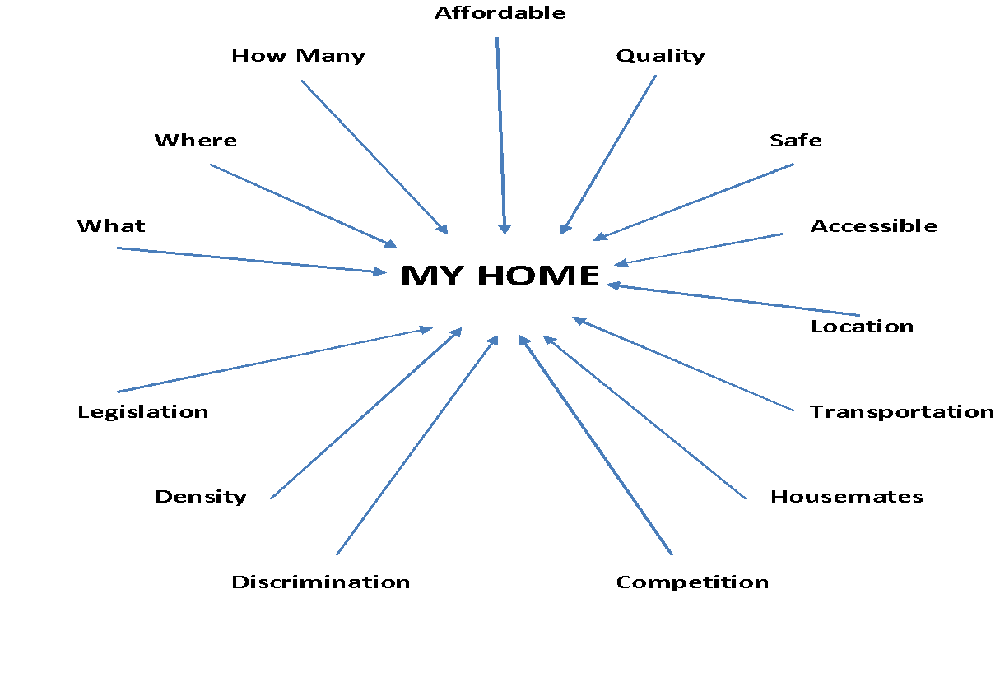 Affordable
How Many
Quality
Where
Safe
What
Accessible
MY HOME
Location
Legislation
Transportation
Density
Housemates
Discrimination
Competition